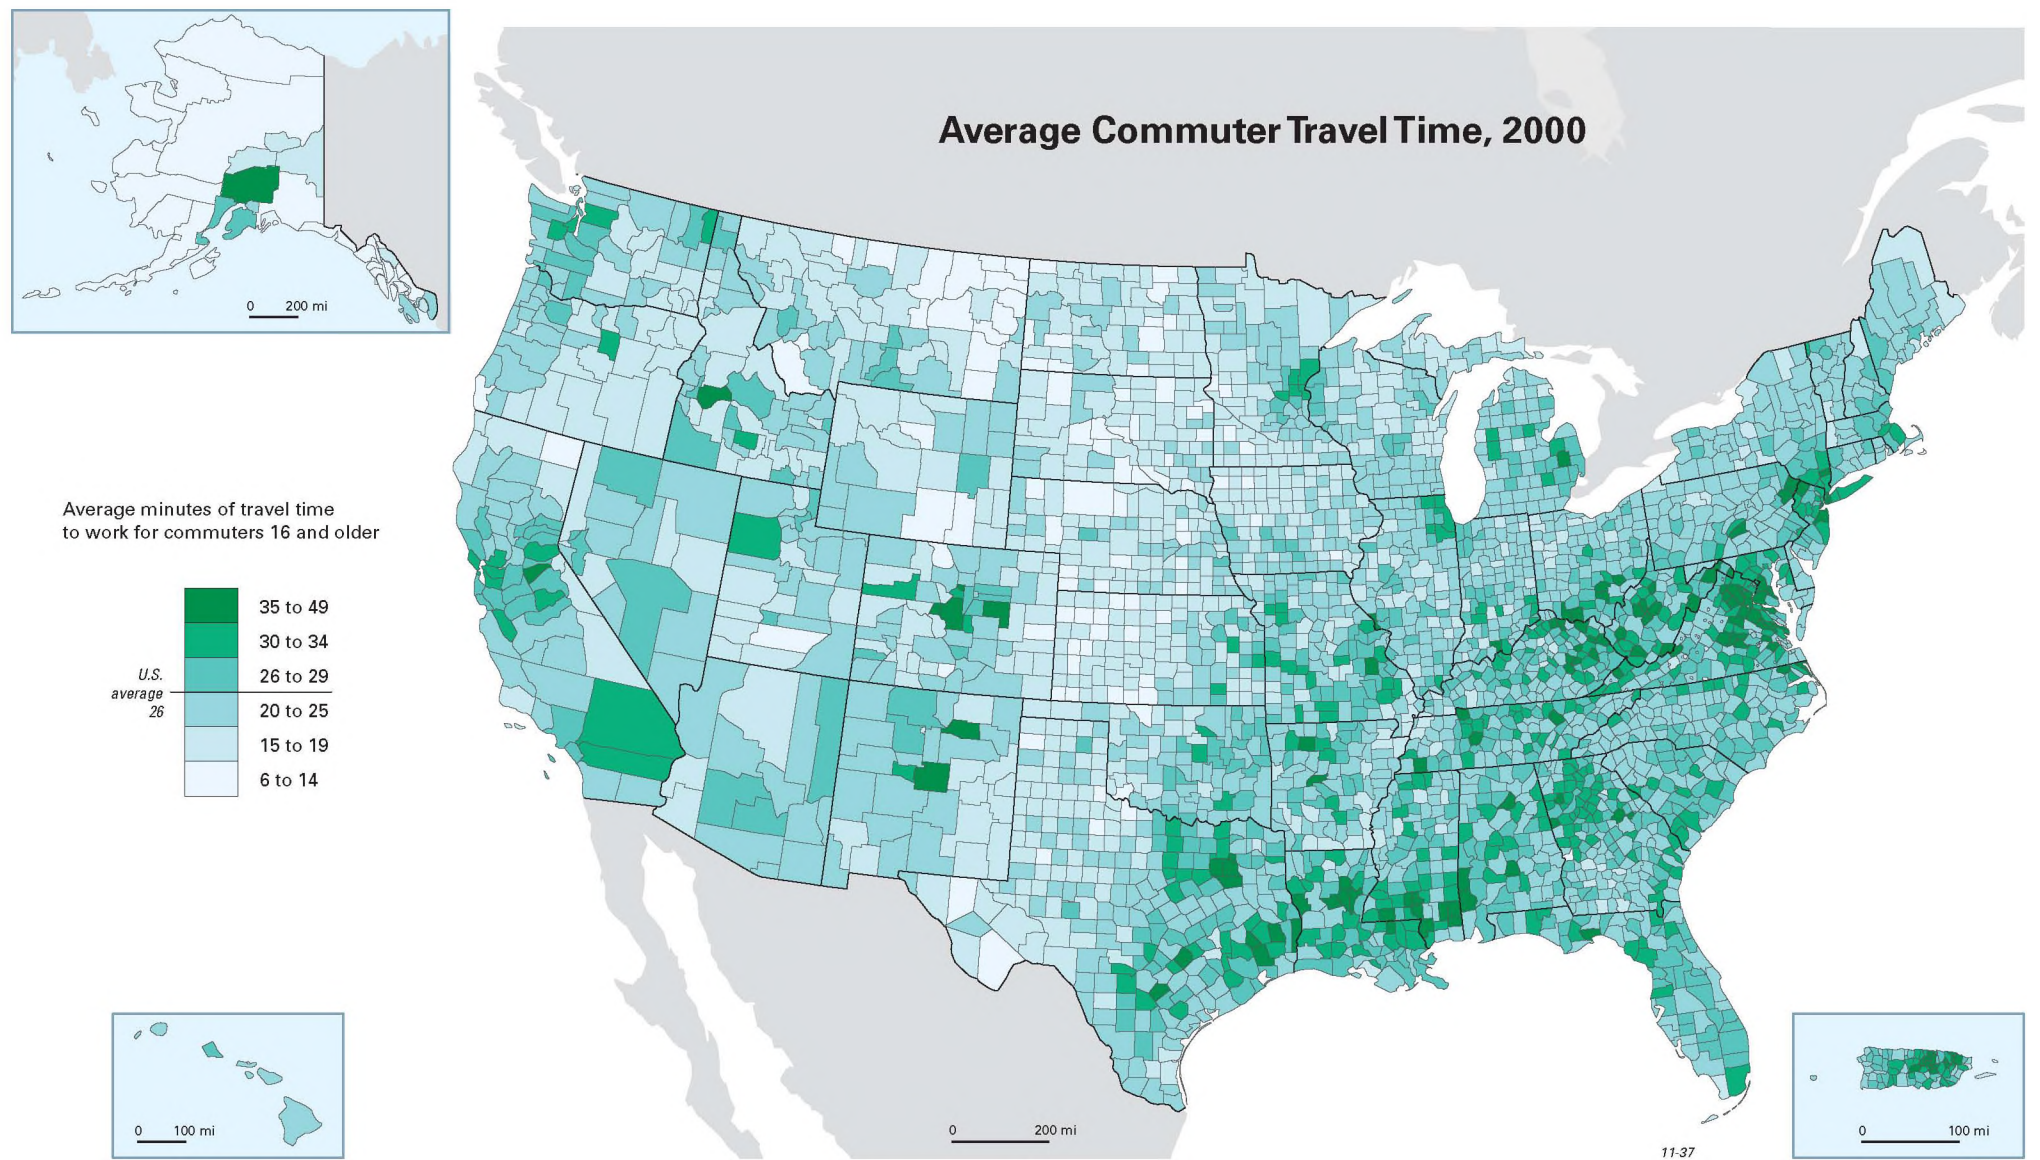 Average Commuter Travel Time, 2000
0 200 mi
Average minutes of travel time
to work for commuters 16 and older
35 to 49
30 to 34
26 to 29
U.S.
average
26
20 to 25
15 to 19
6 to 14
0 100 mi
0 200 mi
11-37
0 100 mi